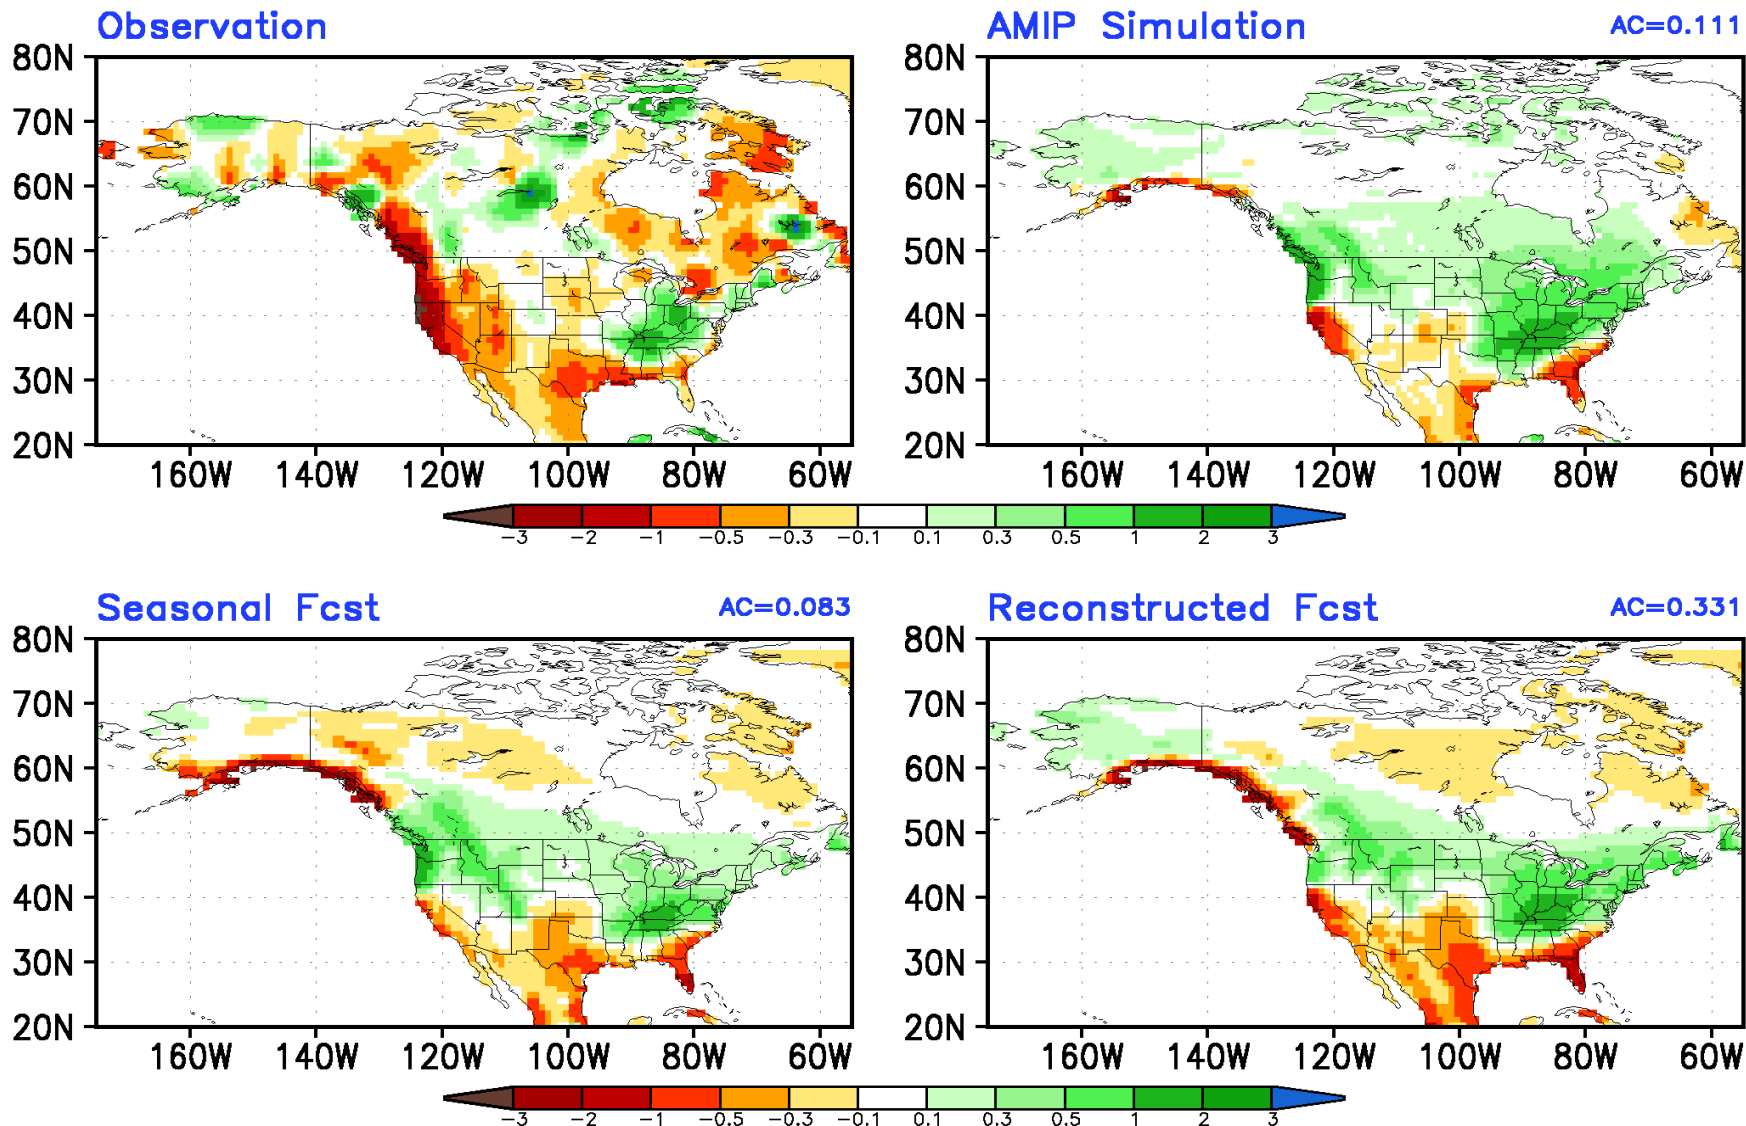 Observation
AMIP Simulation AC=0.111
80N 80N
70N 70N
60N 60N
50N 50N
40N 40N
30N 30N
20N 20N
160W 140W 120W 100W 80W 60W 160W 140W 120W 100W 80W 60W
-3 -2 -1 -0.5 -0.3 -0.1 0.1 0.3 0.5 1 2 3
Seasonal Fcst AC=0.083
Reconstructed Fcst AC=0.331
80N 80N
70N 70N
60N 60N
50N 50N
40N 40N
30N 30N
20N 20N
160W 140W 120W 100W 80W 60W 160W 140W 120W 100W 80W 60W
-3 -2 -1 -0.5 -0.3 -0.1 0.1 0.3 0.5 1 2 3